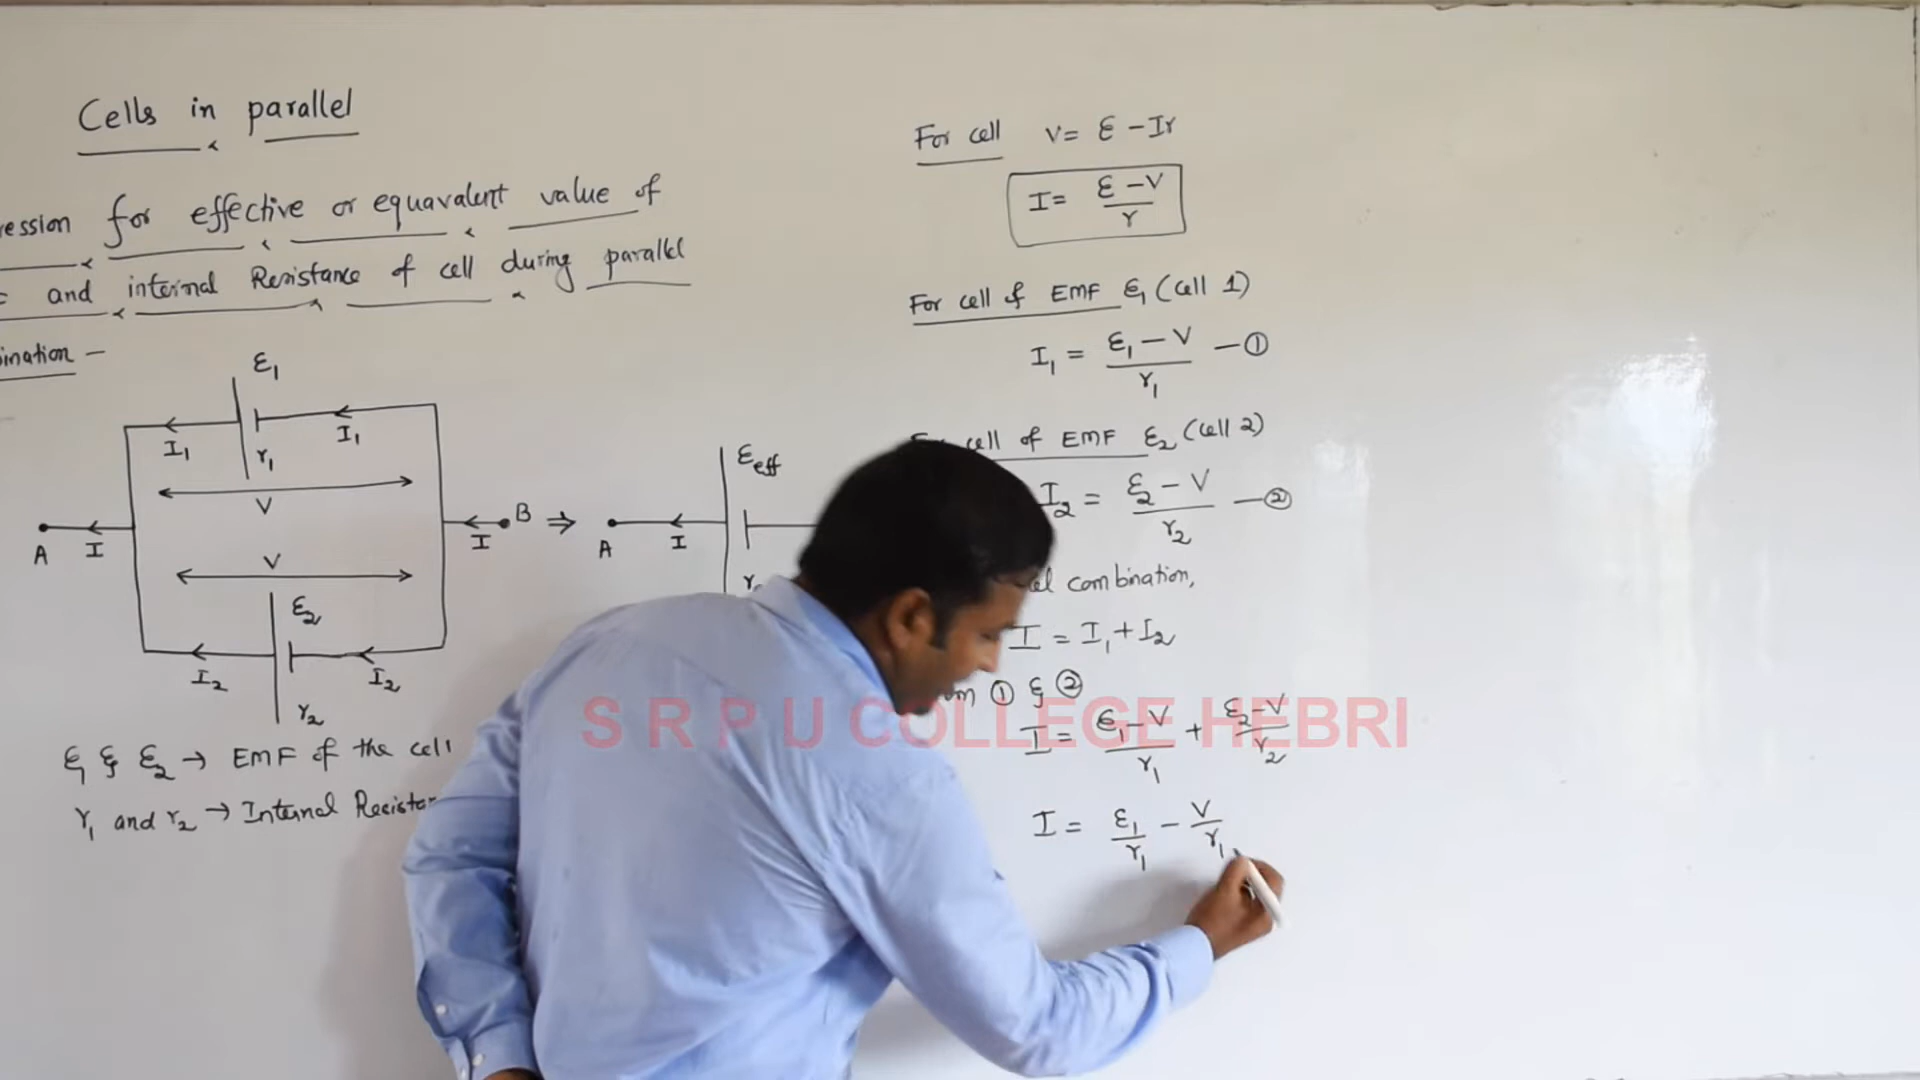 Cells in parallel
for effective or equavalent value of
and internal Resistance of cell during parallel
ε₁
I₁ r₁ I₁
V
A I I B ⇒
V
ε₂
I₂ I₂
r₂
ε₁ & ε₂ → EMF of the cell
r₁ and r₂ → Internal
εeff
A I
For cell V = ε - Ir
I = (ε - V)/r
For cell of EMF ε₁ (cell 1)
I₁ = (ε₁ - V)/r₁ — ①
cell of EMF ε₂ (cell 2)
I₂ = (ε₂ - V)/r₂ — ②
combination,
I = I₁ + I₂
① & ②
I = (ε₁ - V)/r₁ + (ε₂ - V)/r₂
I = ε₁/r₁ - V/r₁
S R P U COLLEGE HEBRI